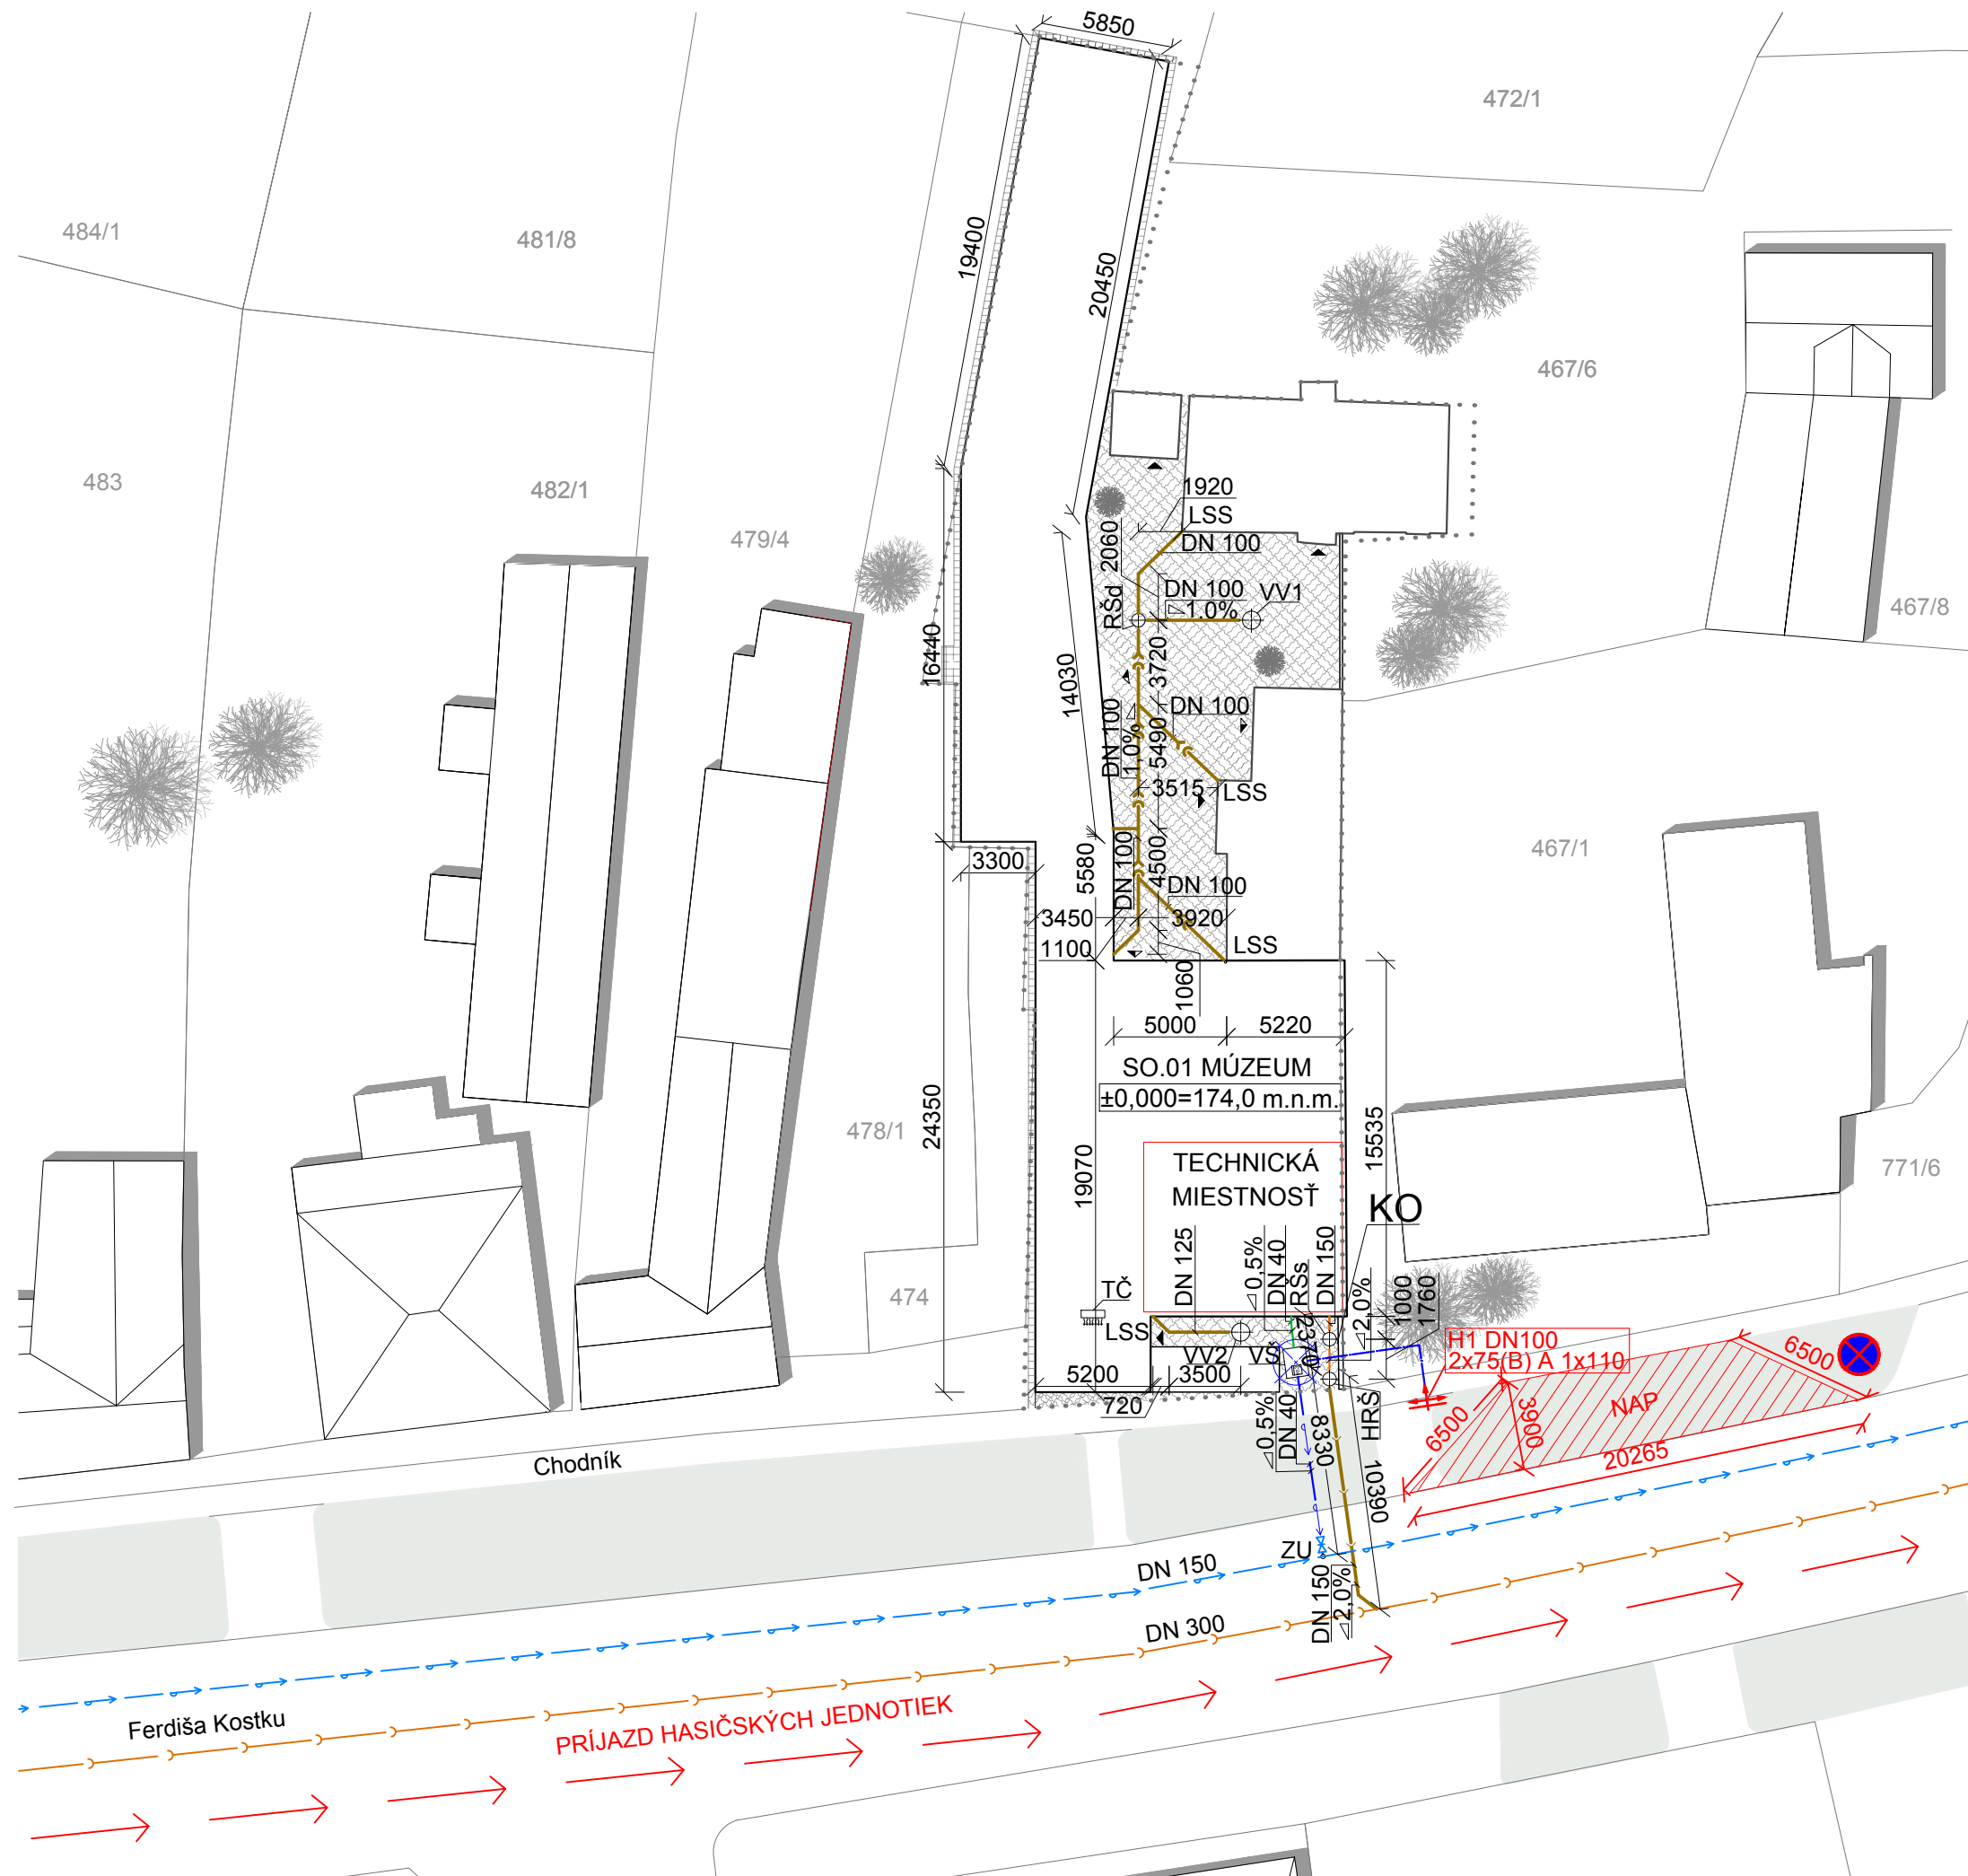 5850
472/1
484/1
481/8
19400
20450
467/6
483
482/1
479/4
1920
LSS
DN 100
2060
RŠd
DN 100
1.0%
VV1
467/8
16440
14030
3720
DN 100
DN 100
1,0%
5490
3515
LSS
467/1
3300
5580
DN 100
4500
DN 100
3450
3920
1100
LSS
1060
5000
5220
SO.01 MÚZEUM
±0,000=174,0 m.n.m.
478/1
24350
19070
15535
771/6
TECHNICKÁ
MIESTNOSŤ
KO
DN 125
0,5%
DN 40
RŠs
DN 150
2,0%
1000
1760
474
TČ
LSS
VV2
VŠ
2370
H1 DN100
2x75(B) A 1x110
6500
5200
3500
720
HRŠ
NAP
6500
3900
0,5%
DN 40
8330
10390
20265
Chodník
ZU
DN 150
DN 150
2,0%
DN 300
Ferdiša Kostku
PRÍJAZD HASIČSKÝCH JEDNOTIEK